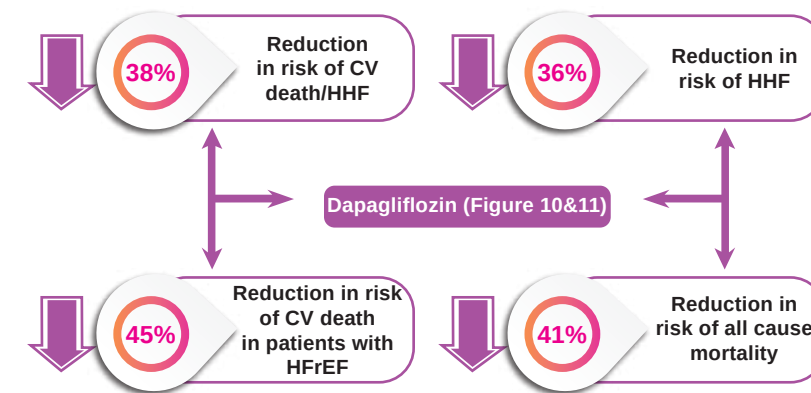 38%
Reduction
in risk of CV
death/HHF
36%
Reduction in
risk of HHF
Dapagliflozin (Figure 10&11)
45%
Reduction in risk
of CV death
in patients with
HFrEF
41%
Reduction in
risk of all cause
mortality